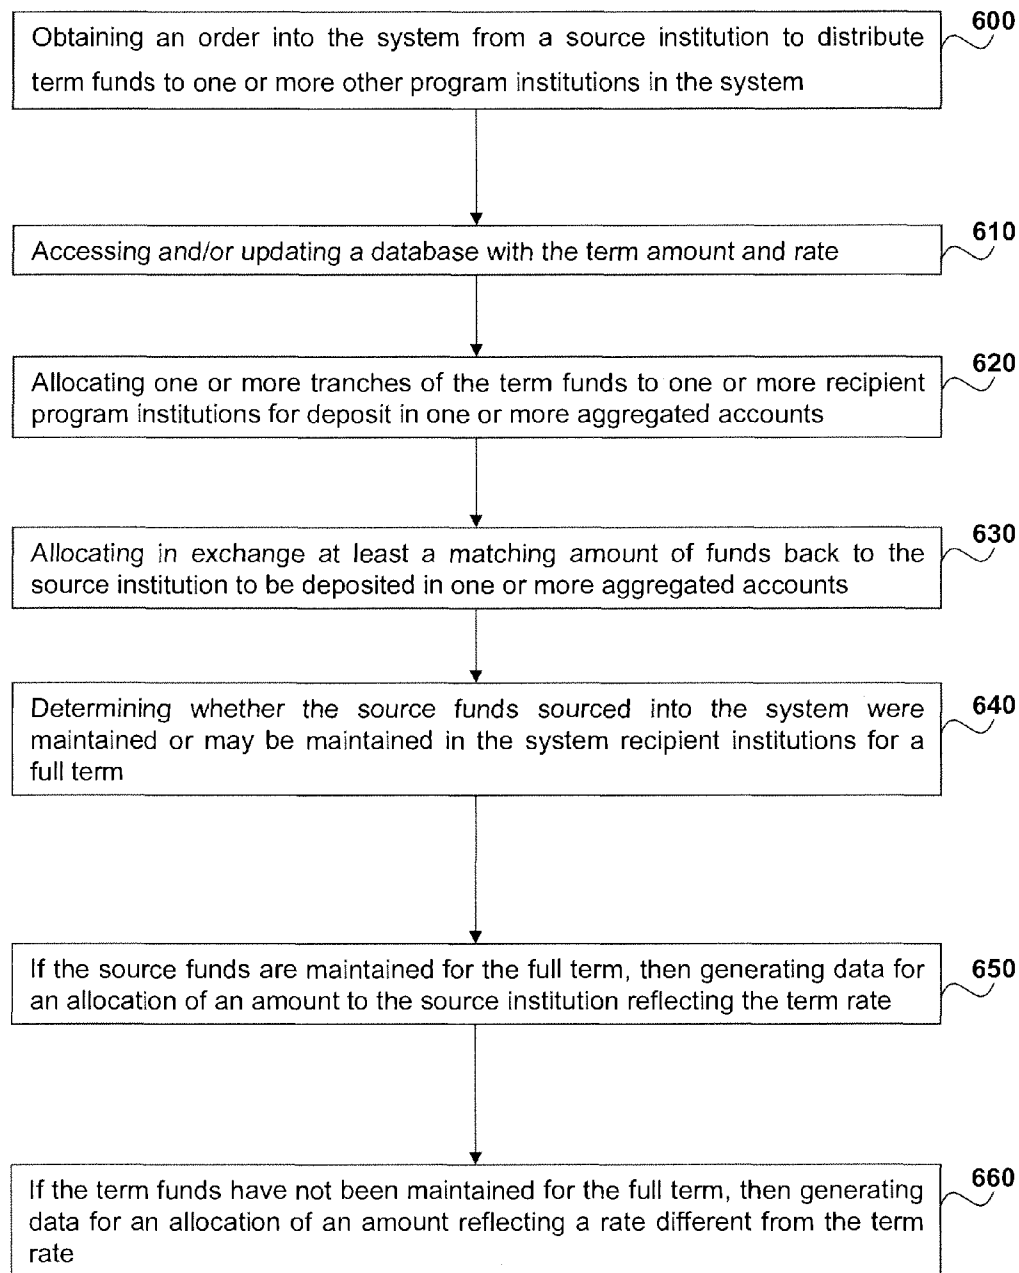 600
Obtaining an order into the system from a source institution to distribute
term funds to one or more other program institutions in the system
610
Accessing and/or updating a database with the term amount and rate
620
Allocating one or more tranches of the term funds to one or more recipient
program institutions for deposit in one or more aggregated accounts
630
Allocating in exchange at least a matching amount of funds back to the
source institution to be deposited in one or more aggregated accounts
640
Determining whether the source funds sourced into the system were
maintained or may be maintained in the system recipient institutions for a
full term
650
If the source funds are maintained for the full term, then generating data for
an allocation of an amount to the source institution reflecting the term rate
660
If the term funds have not been maintained for the full term, then generating
data for an allocation of an amount reflecting a rate different from the term
rate